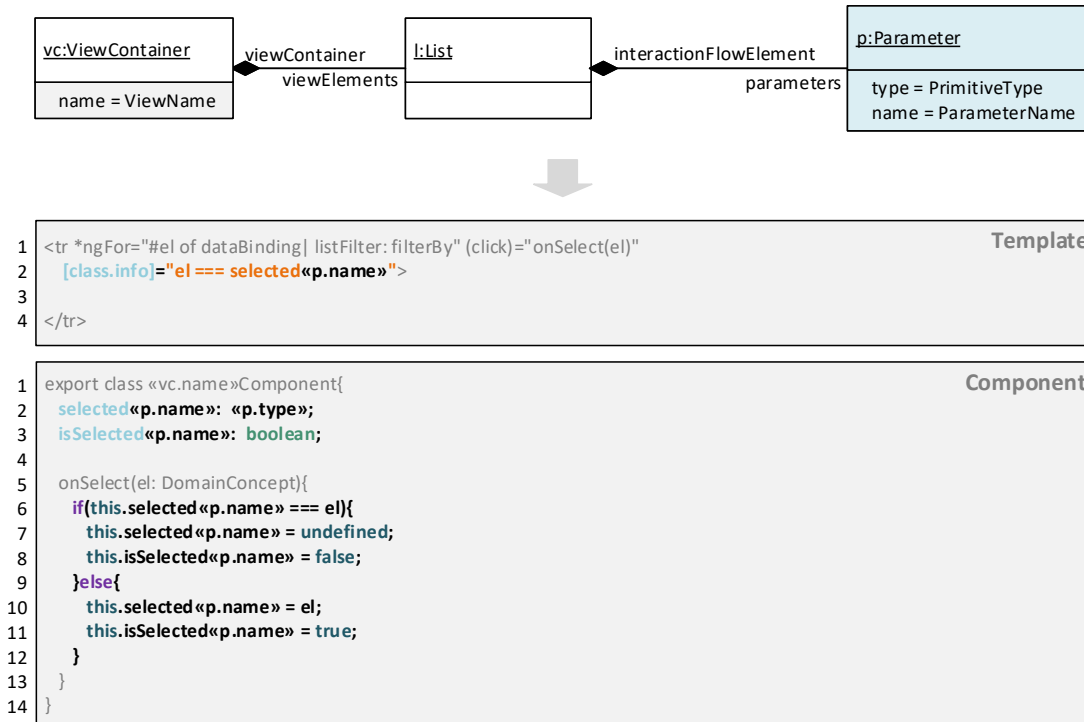 vc:ViewContainer
name = ViewName
viewContainer
viewElements
l:List
interactionFlowElement
parameters
p:Parameter
type = PrimitiveType
name = ParameterName
Template
1 <tr *ngFor="#el of dataBinding| listFilter: filterBy" (click)="onSelect(el)"
2 [class.info]="el === selected«p.name»">
3
4 </tr>
Component
1 export class «vc.name»Component{
2 selected«p.name»: «p.type»;
3 isSelected«p.name»: boolean;
4
5 onSelect(el: DomainConcept){
6 if(this.selected«p.name» === el){
7 this.selected«p.name» = undefined;
8 this.isSelected«p.name» = false;
9 }else{
10 this.selected«p.name» = el;
11 this.isSelected«p.name» = true;
12 }
13 }
14 }